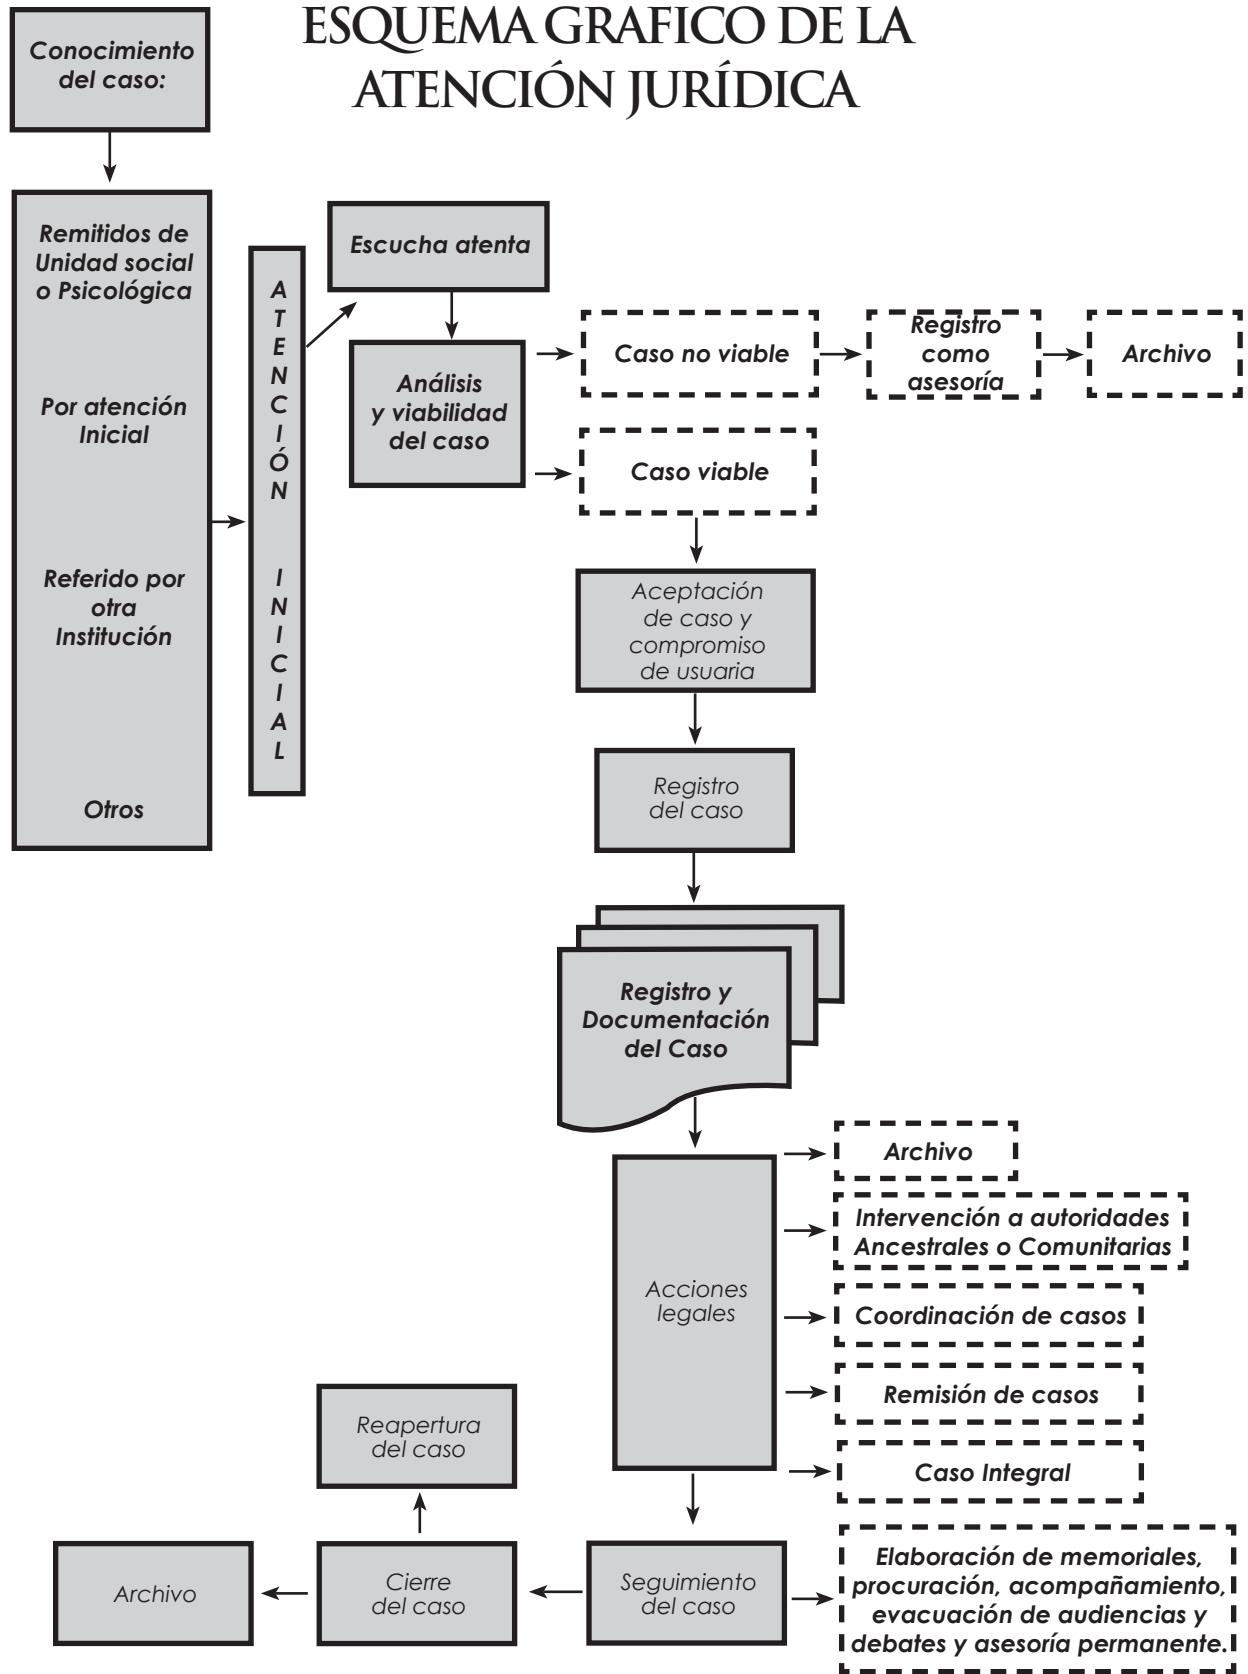 ESQUEMA GRAFICO DE LA
ATENCIÓN JURÍDICA
Conocimiento
del caso:
Remitidos de
Unidad social
o Psicológica
Por atención
Inicial
Referido por
otra
Institución
Otros
ATENCIÓN INICIAL
Escucha atenta
Análisis
y viabilidad
del caso
Caso no viable
Registro
como
asesoría
Archivo
Caso viable
Aceptación
de caso y
compromiso
de usuaria
Registro
del caso
Registro y
Documentación
del Caso
Acciones
legales
Archivo
Intervención a autoridades
Ancestrales o Comunitarias
Coordinación de casos
Remisión de casos
Caso Integral
Reapertura
del caso
Archivo
Cierre
del caso
Seguimiento
del caso
Elaboración de memoriales,
procuración, acompañamiento,
evacuación de audiencias y
debates y asesoría permanente.